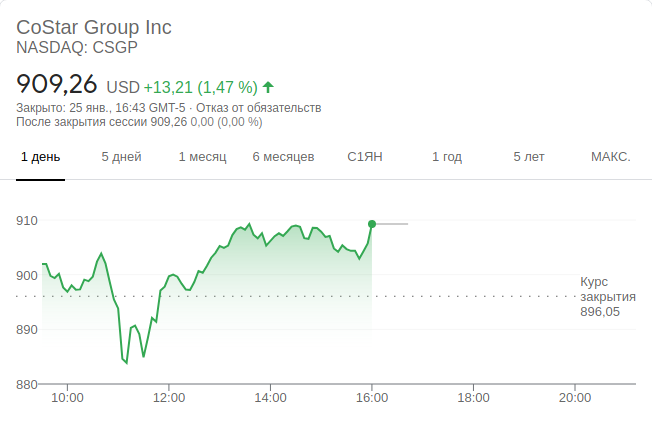 CoStar Group Inc
NASDAQ: CSGP
909,26 USD +13,21 (1,47 %)
Закрыто: 25 янв., 16:43 GMT-5 · Отказ от обязательств
После закрытия сессии 909,26 0,00 (0,00 %)
1 день 5 дней 1 месяц 6 месяцев С1ЯН 1 год 5 лет МАКС.
910
900
Курс
закрытия
896,05
890
880
10:00 12:00 14:00 16:00 18:00 20:00